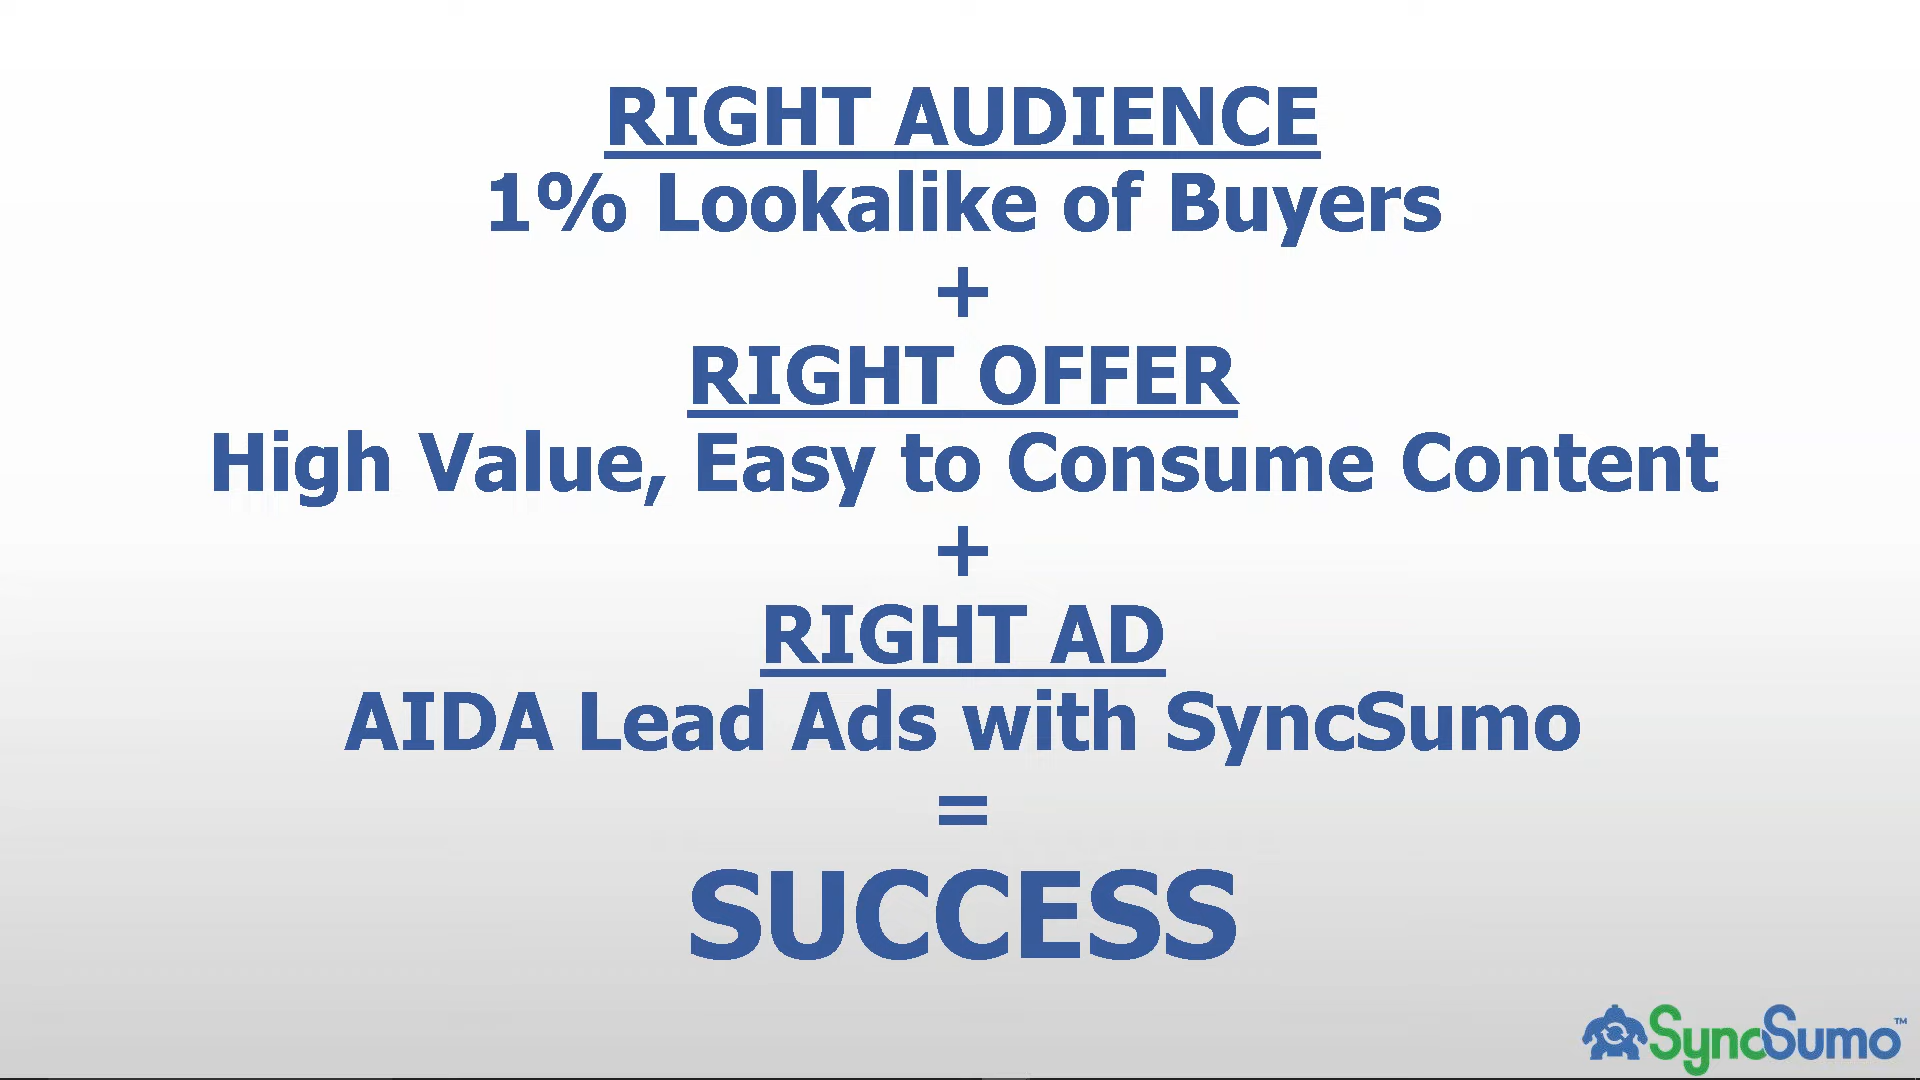 RIGHT AUDIENCE
1% Lookalike of Buyers
+
RIGHT OFFER
High Value, Easy to Consume Content
+
RIGHT AD
AIDA Lead Ads with SyncSumo
=
SUCCESS
SyncSumo™